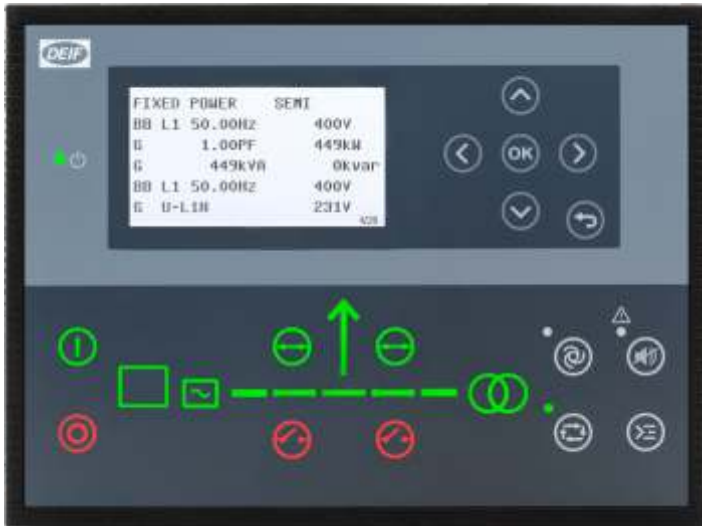 DEIF
FIXED POWER SEMI
BB L1 50.00Hz 400V
G 1.00PF 449kW
G 449kVA 0kvar
BB L1 50.00Hz 400V
G U-L1N 231V
OK